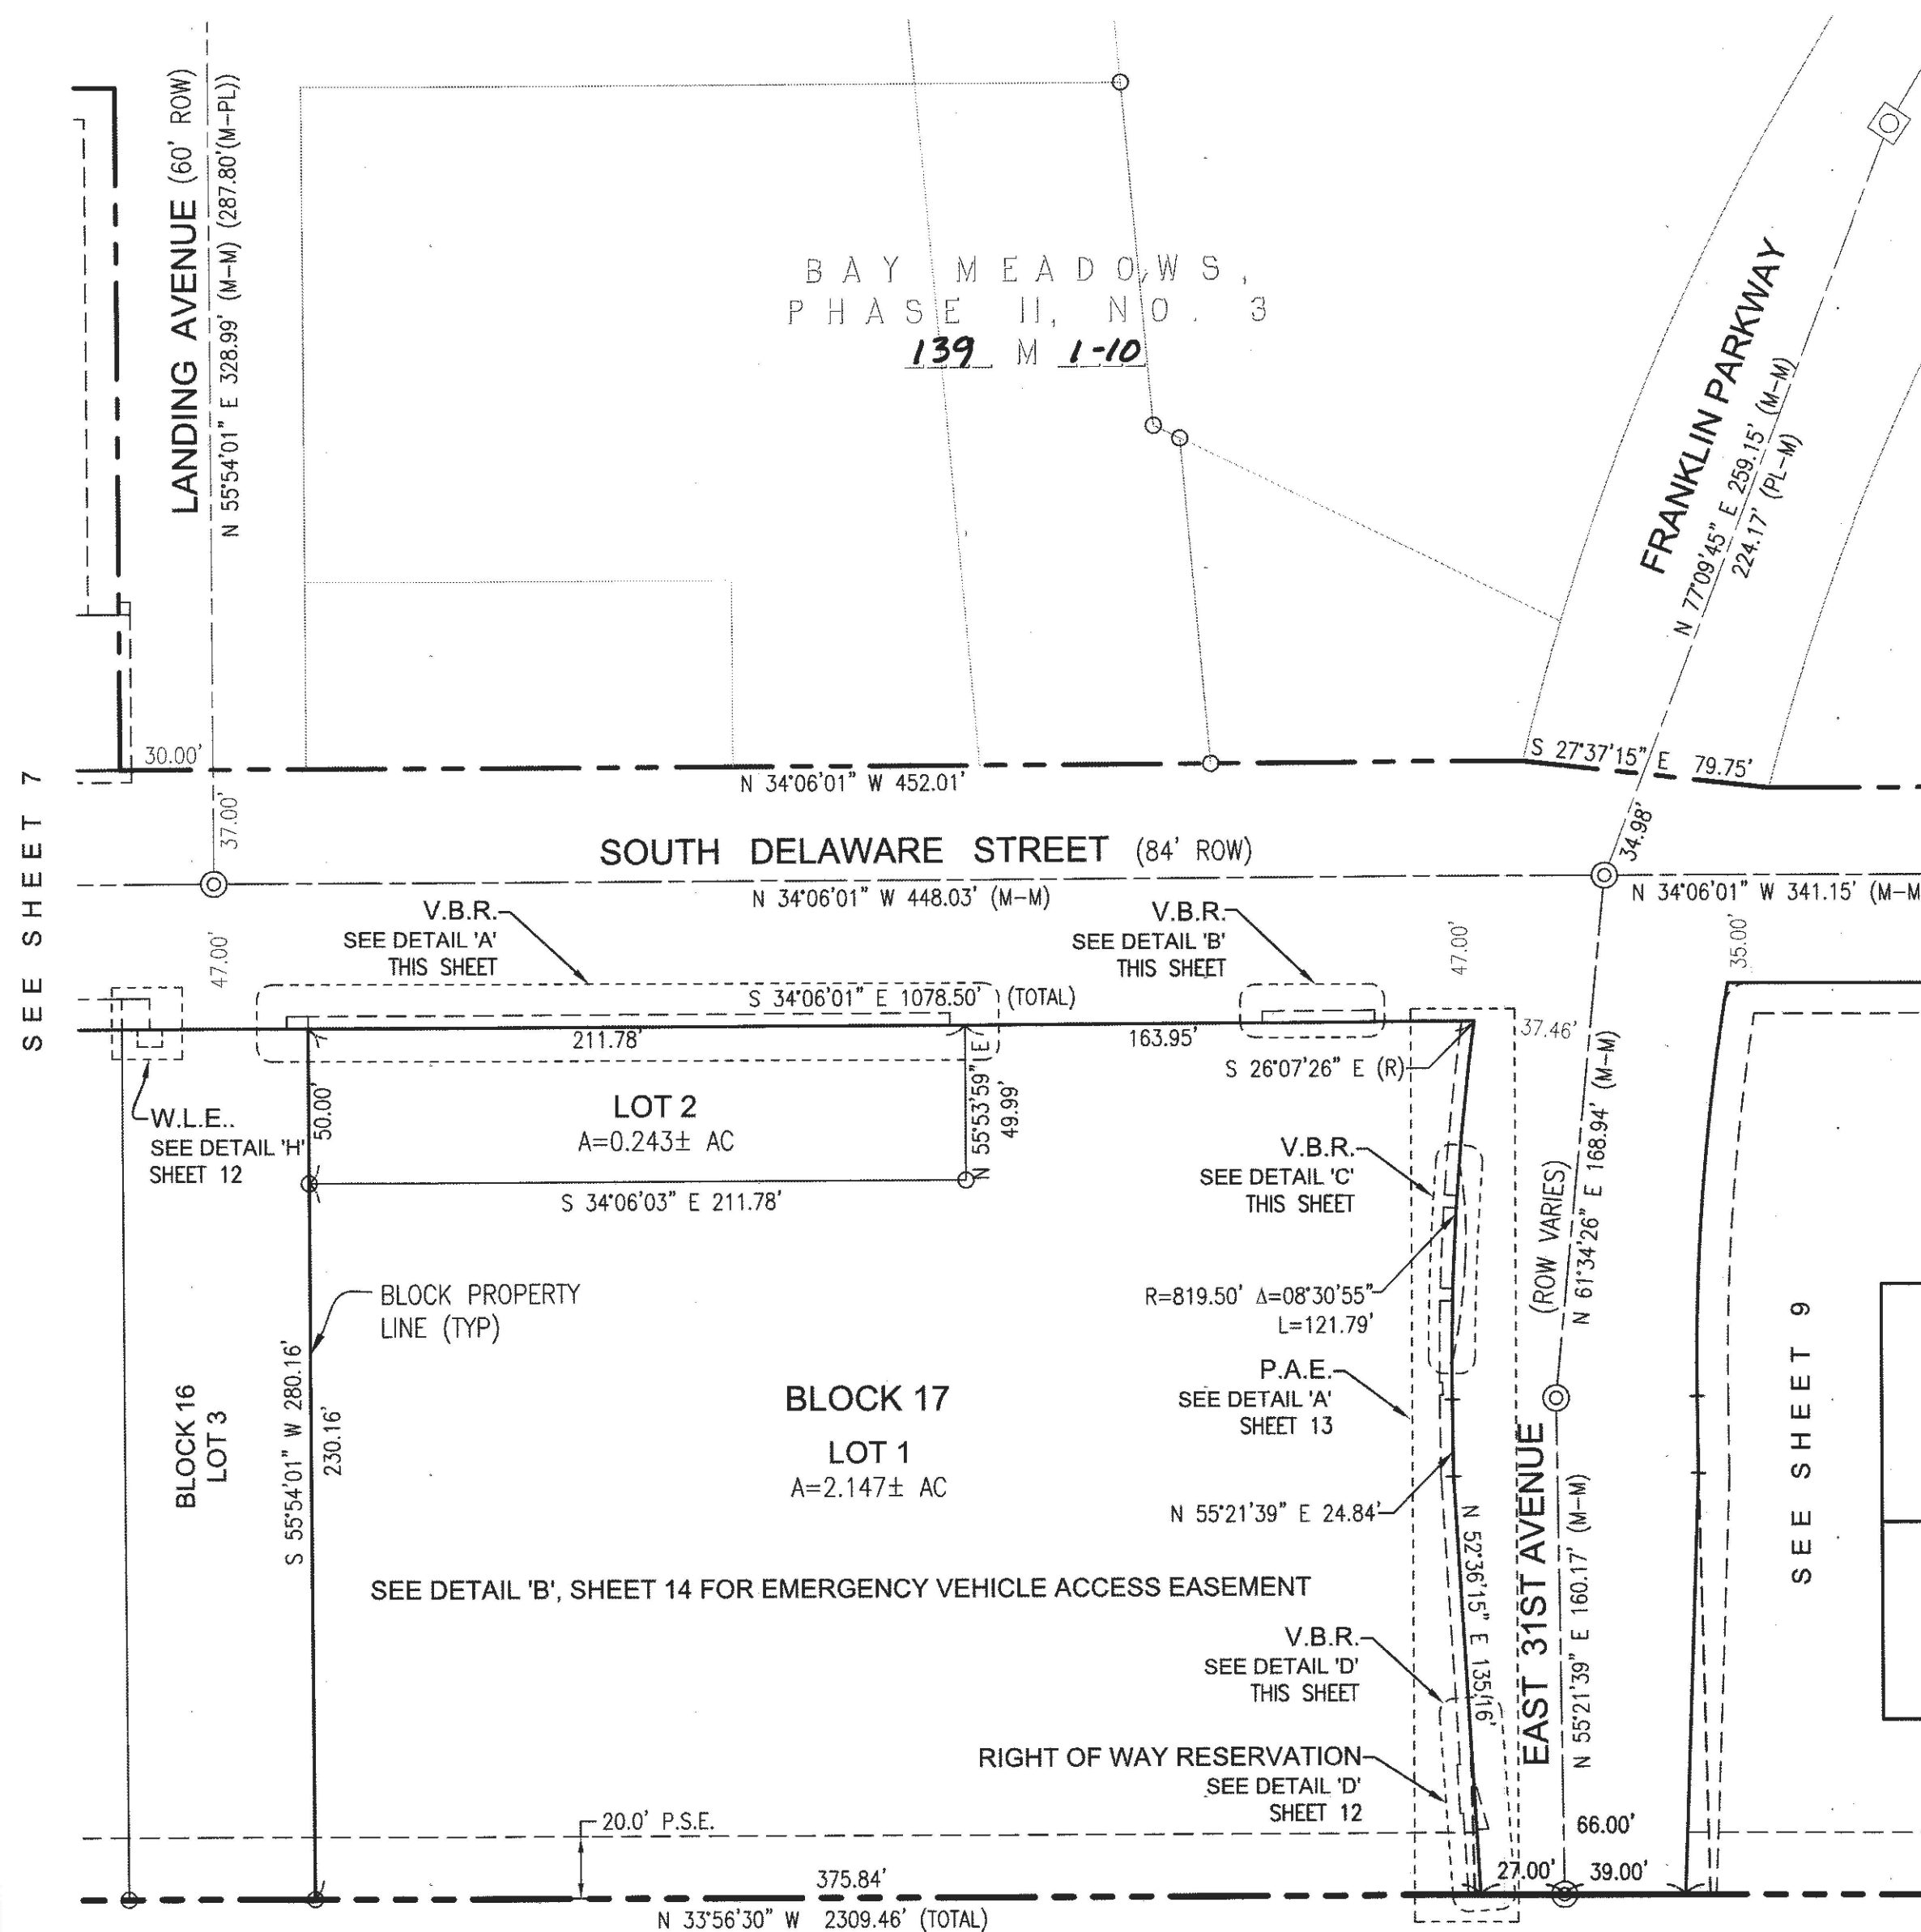 LANDING AVENUE (60' ROW)
N 55°54'01" E 328.99' (M-M) (287.80'(M-PL))
BAY MEADOWS,
PHASE II, NO. 3
139 M 1-10
FRANKLIN PARKWAY
N 77°09'45" E 259.15' (M-M)
224.17' (PL-M)
SEE SHEET 7
30.00'
37.00'
N 34°06'01" W 452.01'
S 27°37'15" E 79.75'
34.98'
SOUTH DELAWARE STREET (84' ROW)
N 34°06'01" W 448.03' (M-M)
N 34°06'01" W 341.15' (M-M
47.00'
V.B.R.
SEE DETAIL 'A'
THIS SHEET
V.B.R.
SEE DETAIL 'B'
THIS SHEET
47.00'
35.00'
S 34°06'01" E 1078.50' (TOTAL)
211.78'
163.95'
37.46'
S 26°07'26" E (R)
W.L.E..
SEE DETAIL 'H'
SHEET 12
50.00'
LOT 2
A=0.243± AC
N 55°53'59" E
49.99'
S 34°06'03" E 211.78'
V.B.R.
SEE DETAIL 'C'
THIS SHEET
(ROW VARIES)
N 61°34'26" E 168.94' (M-M)
BLOCK PROPERTY
LINE (TYP)
R=819.50' Δ=08°30'55"
L=121.79'
BLOCK 16
LOT 3
S 55°54'01" W 280.16'
230.16'
BLOCK 17
LOT 1
A=2.147± AC
P.A.E.
SEE DETAIL 'A'
SHEET 13
SEE SHEET 9
N 55°21'39" E 24.84'
N 52°36'15" E 135.16'
EAST 31ST AVENUE
N 55°21'39" E 160.17' (M-M)
SEE DETAIL 'B', SHEET 14 FOR EMERGENCY VEHICLE ACCESS EASEMENT
V.B.R.
SEE DETAIL 'D'
THIS SHEET
RIGHT OF WAY RESERVATION
SEE DETAIL 'D'
SHEET 12
20.0' P.S.E.
66.00'
375.84'
27.00'
39.00'
N 33°56'30" W 2309.46' (TOTAL)